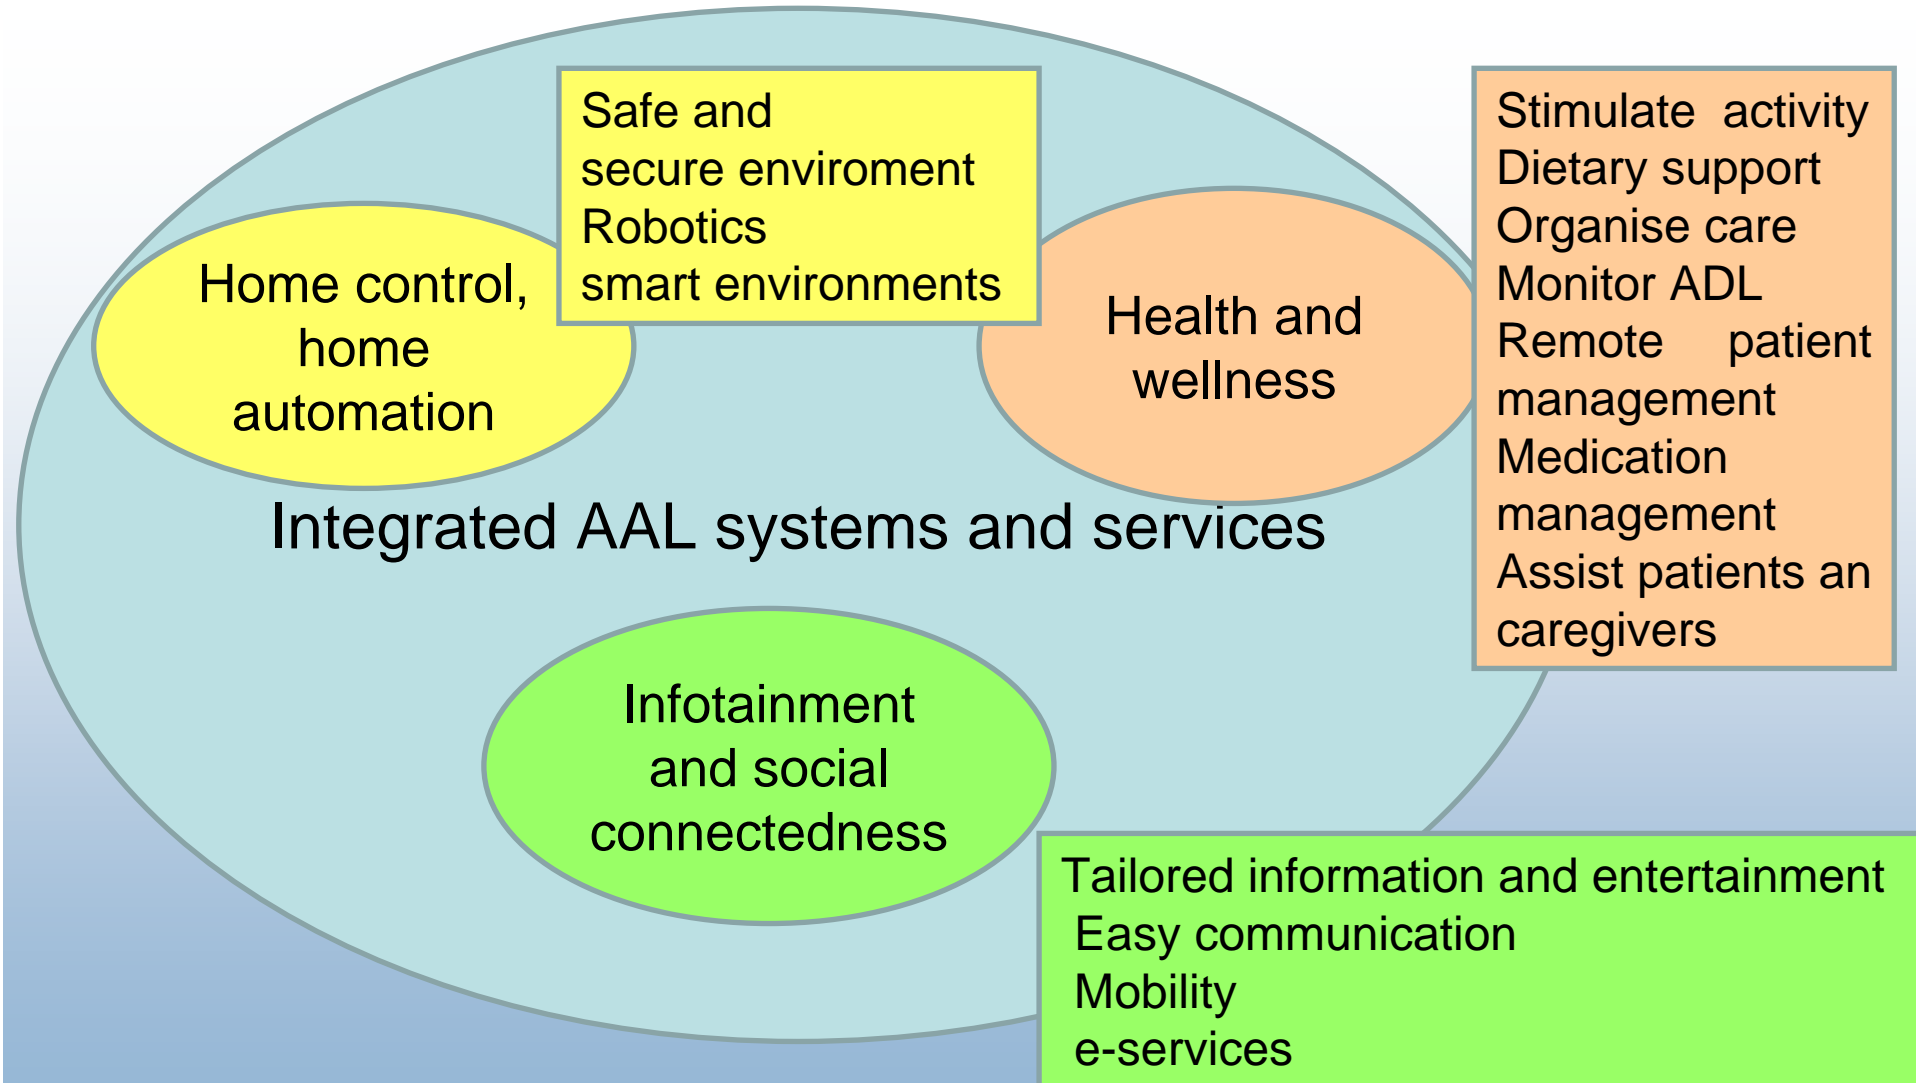 Safe and
secure enviroment
Robotics
smart environments
Home control,
home
automation
Health and
wellness
Stimulate activity
Dietary support
Organise care
Monitor ADL
Remote patient
management
Medication
management
Assist patients an
caregivers
Integrated AAL systems and services
Infotainment
and social
connectedness
Tailored information and entertainment
Easy communication
Mobility
e-services